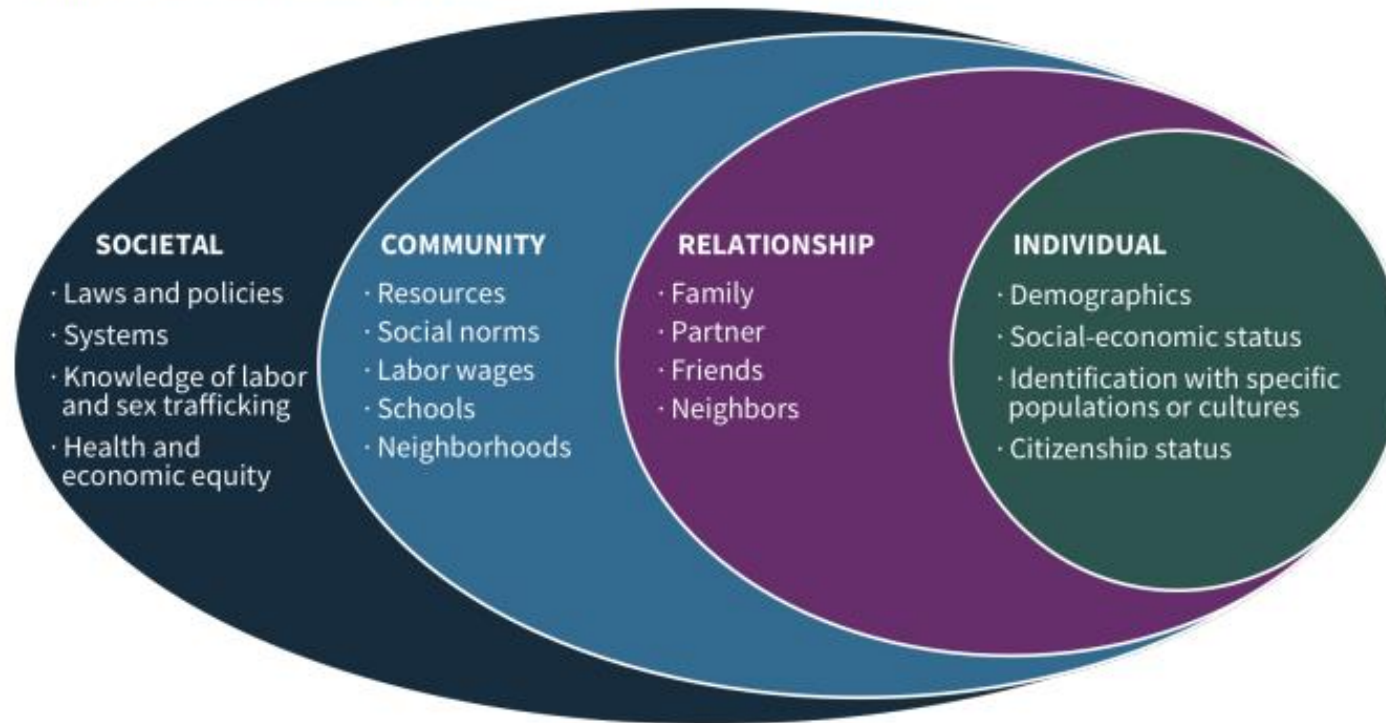 SOCIETAL
· Laws and policies
· Systems
· Knowledge of labor
and sex trafficking
· Health and
economic equity
COMMUNITY
· Resources
· Social norms
· Labor wages
· Schools
· Neighborhoods
RELATIONSHIP
· Family
· Partner
· Friends
· Neighbors
INDIVIDUAL
· Demographics
· Social-economic status
· Identification with specific
populations or cultures
· Citizenship status